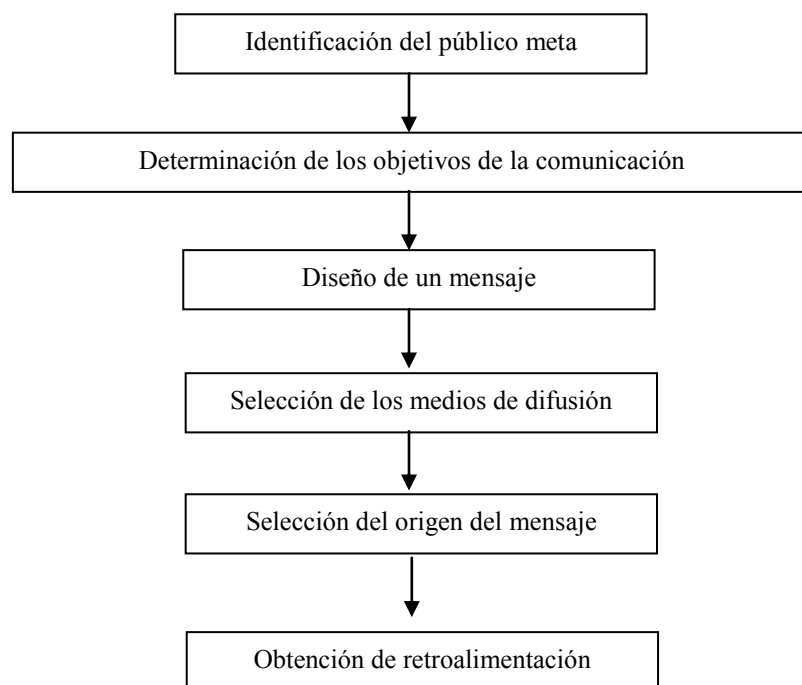 Identificación del público meta
Determinación de los objetivos de la comunicación
Diseño de un mensaje
Selección de los medios de difusión
Selección del origen del mensaje
Obtención de retroalimentación